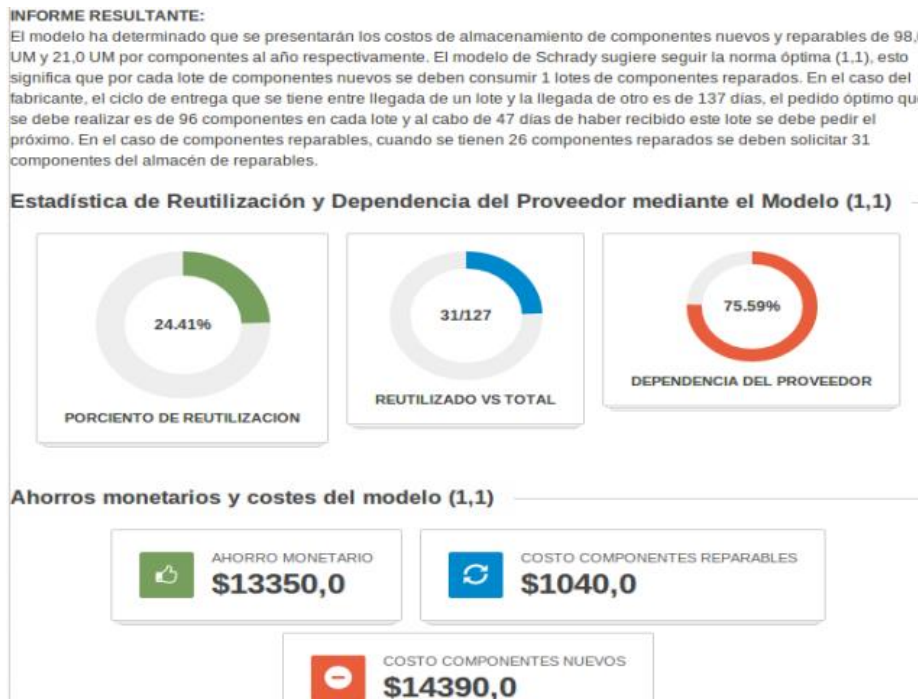 INFORME RESULTANTE:
El modelo ha determinado que se presentarán los costos de almacenamiento de componentes nuevos y reparables de 98,
UM y 21,0 UM por componentes al año respectivamente. El modelo de Schrady sugiere seguir la norma óptima (1,1), esto
significa que por cada lote de componentes nuevos se deben consumir 1 lotes de componentes reparados. En el caso del
fabricante, el ciclo de entrega que se tiene entre llegada de un lote y la llegada de otro es de 137 días, el pedido óptimo qu
se debe realizar es de 96 componentes en cada lote y al cabo de 47 días de haber recibido este lote se debe pedir el
próximo. En el caso de componentes reparables, cuando se tienen 26 componentes reparados se deben solicitar 31
componentes del almacén de reparables.
Estadística de Reutilización y Dependencia del Proveedor mediante el Modelo (1,1)
24.41%
PORCIENTO DE REUTILIZACION
31/127
REUTILIZADO VS TOTAL
75.59%
DEPENDENCIA DEL PROVEEDOR
Ahorros monetarios y costes del modelo (1,1)
AHORRO MONETARIO
$13350,0
COSTO COMPONENTES REPARABLES
$1040,0
COSTO COMPONENTES NUEVOS
$14390,0